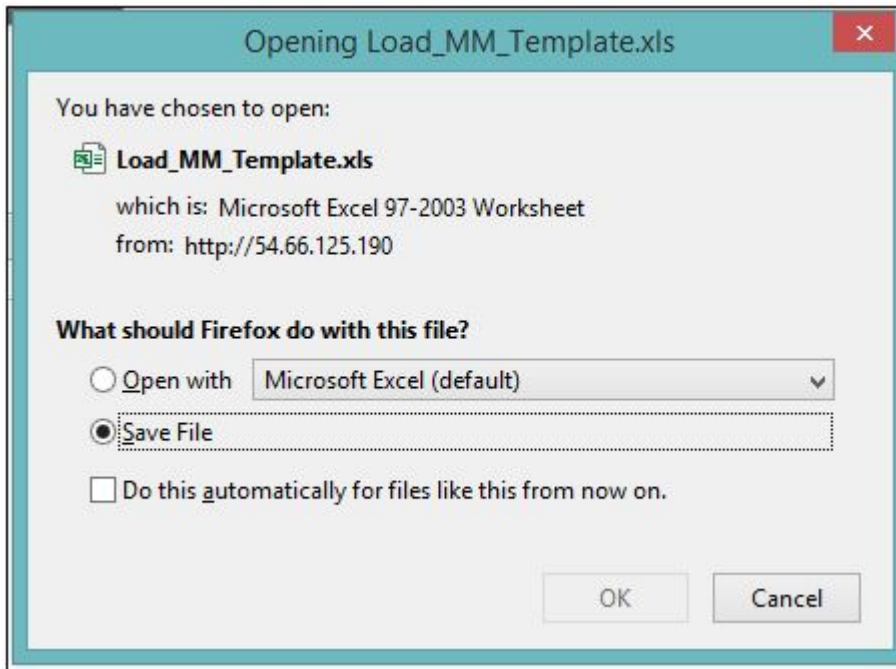 Opening Load_MM_Template.xls
You have chosen to open:
Load_MM_Template.xls
which is: Microsoft Excel 97-2003 Worksheet
from: http://54.66.125.190
What should Firefox do with this file?
Open with Microsoft Excel (default)
Save File
Do this automatically for files like this from now on.
OK Cancel